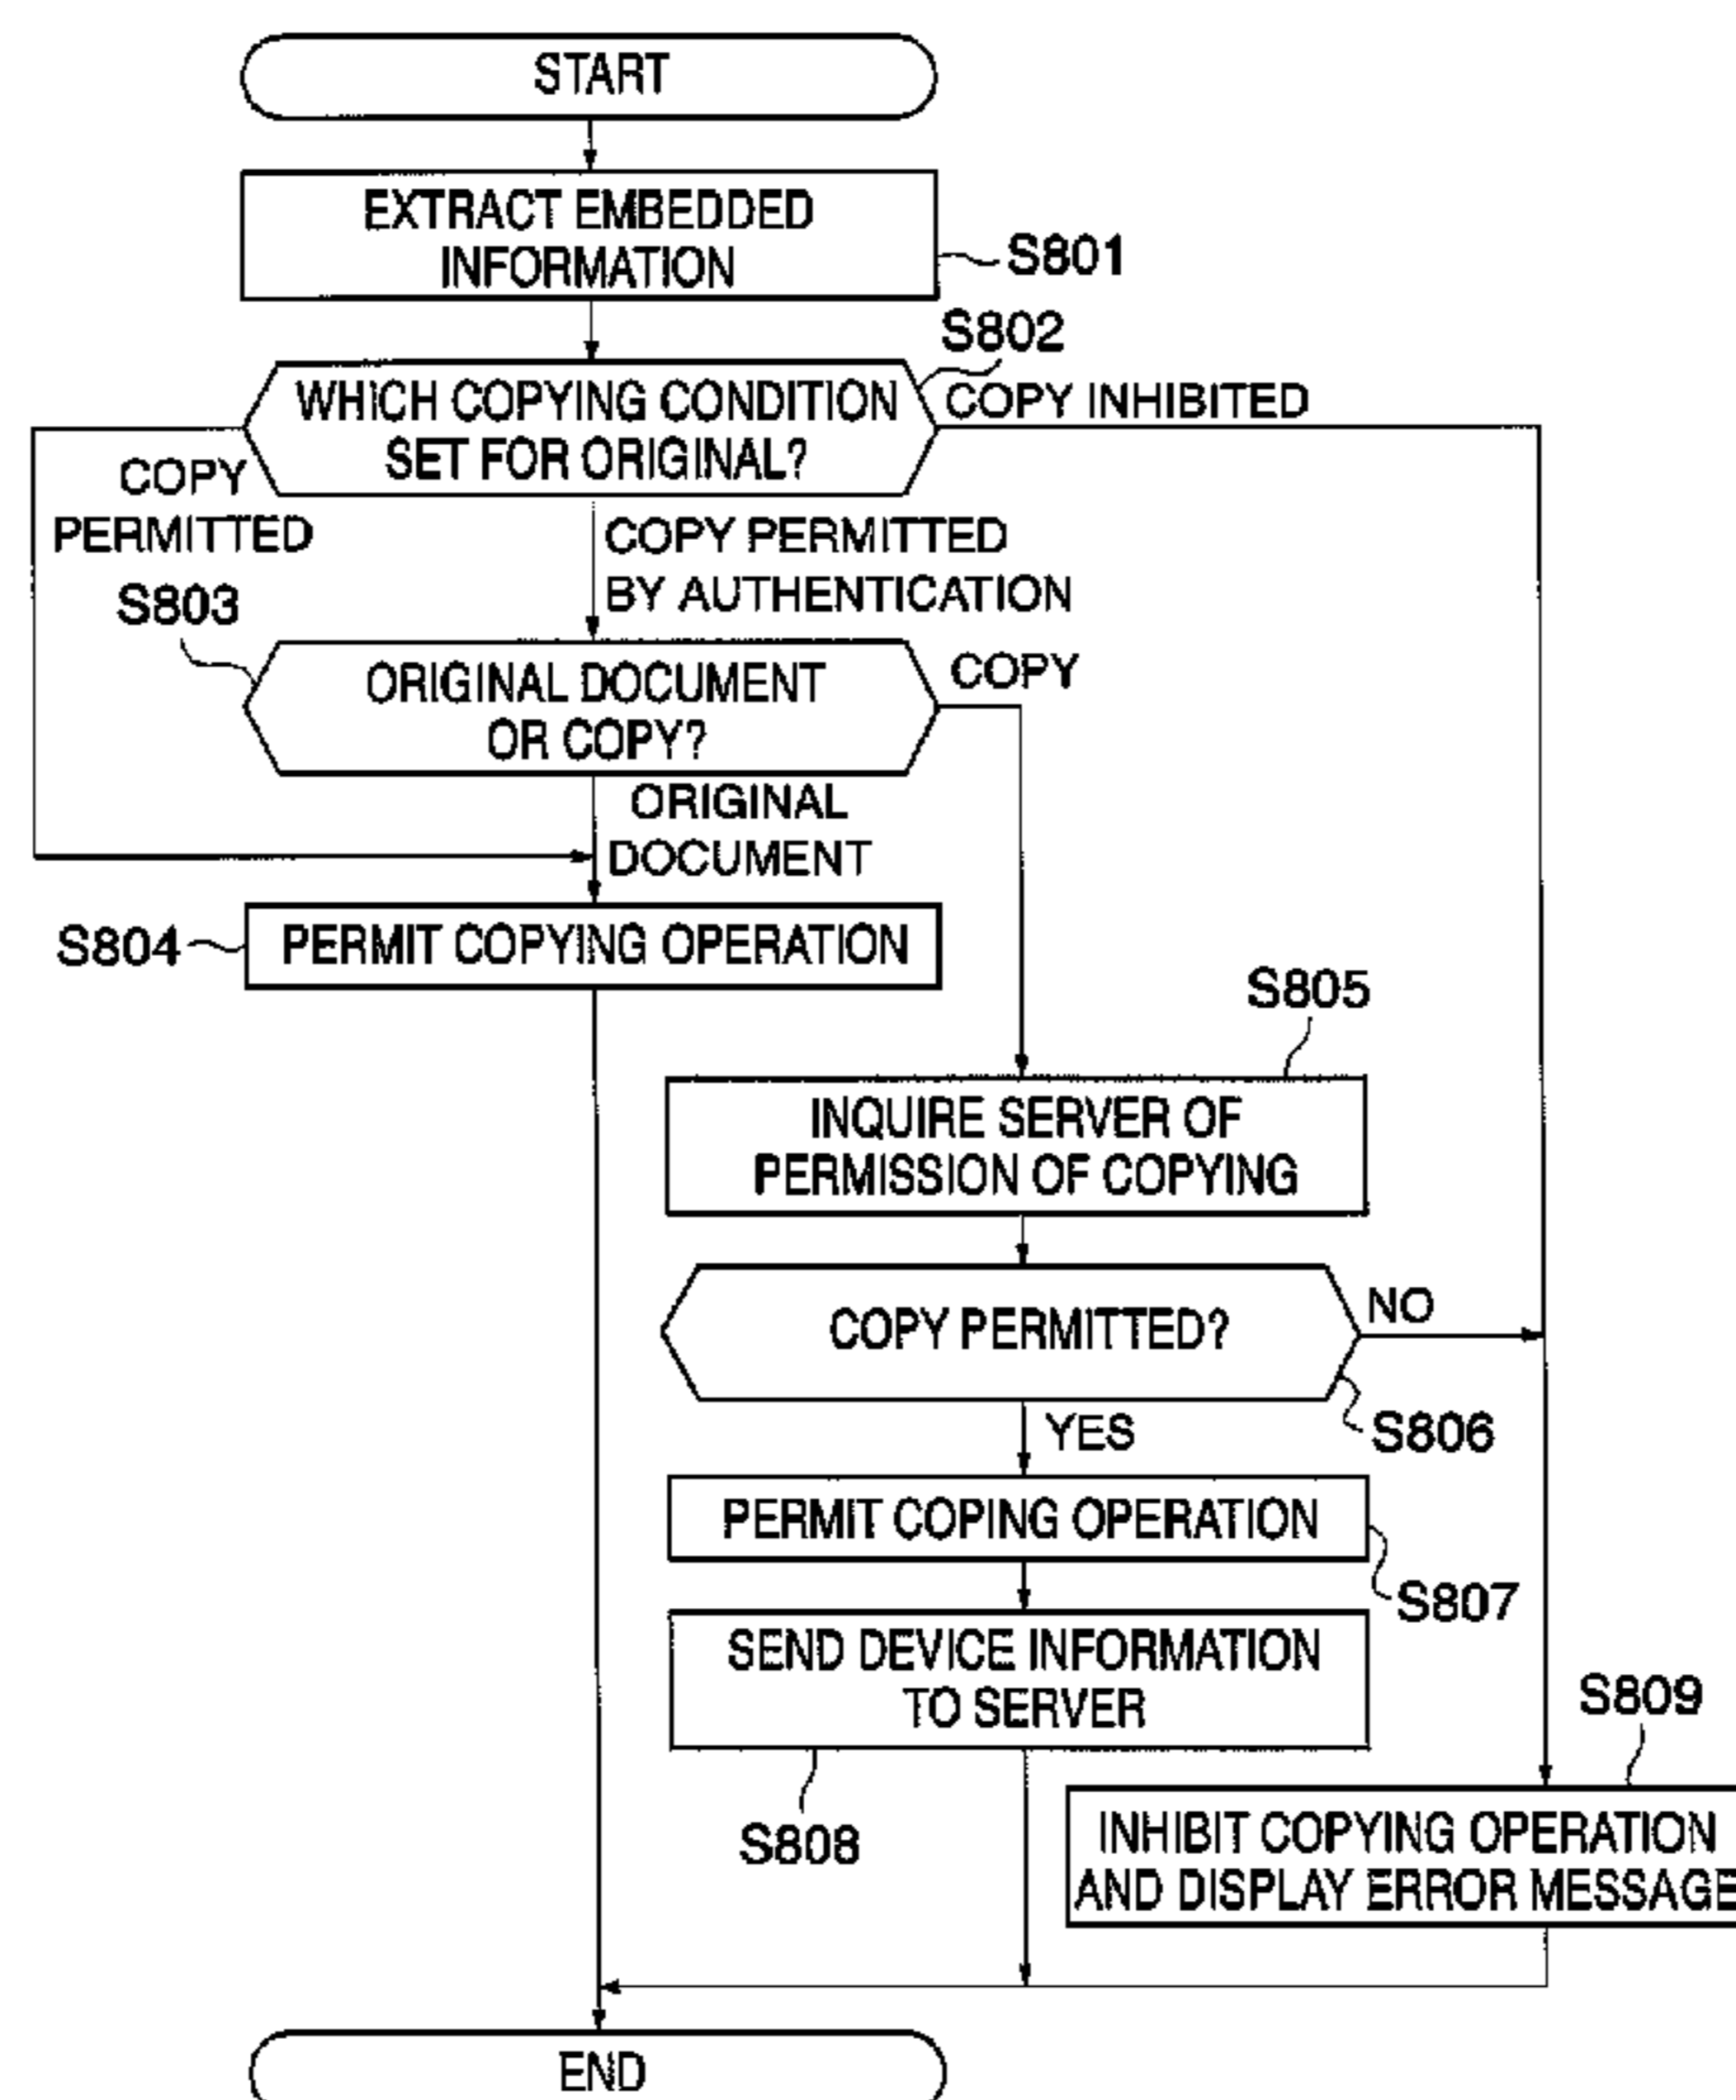 START
EXTRACT EMBEDDED
INFORMATION
S801
S802
WHICH COPYING CONDITION
SET FOR ORIGINAL?
COPY INHIBITED
COPY
PERMITTED
COPY PERMITTED
BY AUTHENTICATION
S803
ORIGINAL DOCUMENT
OR COPY?
COPY
ORIGINAL
DOCUMENT
S804
PERMIT COPYING OPERATION
S805
INQUIRE SERVER OF
PERMISSION OF COPYING
COPY PERMITTED?
NO
S806
YES
PERMIT COPING OPERATION
S807
SEND DEVICE INFORMATION
TO SERVER
S808
S809
INHIBIT COPYING OPERATION
AND DISPLAY ERROR MESSAGE
END